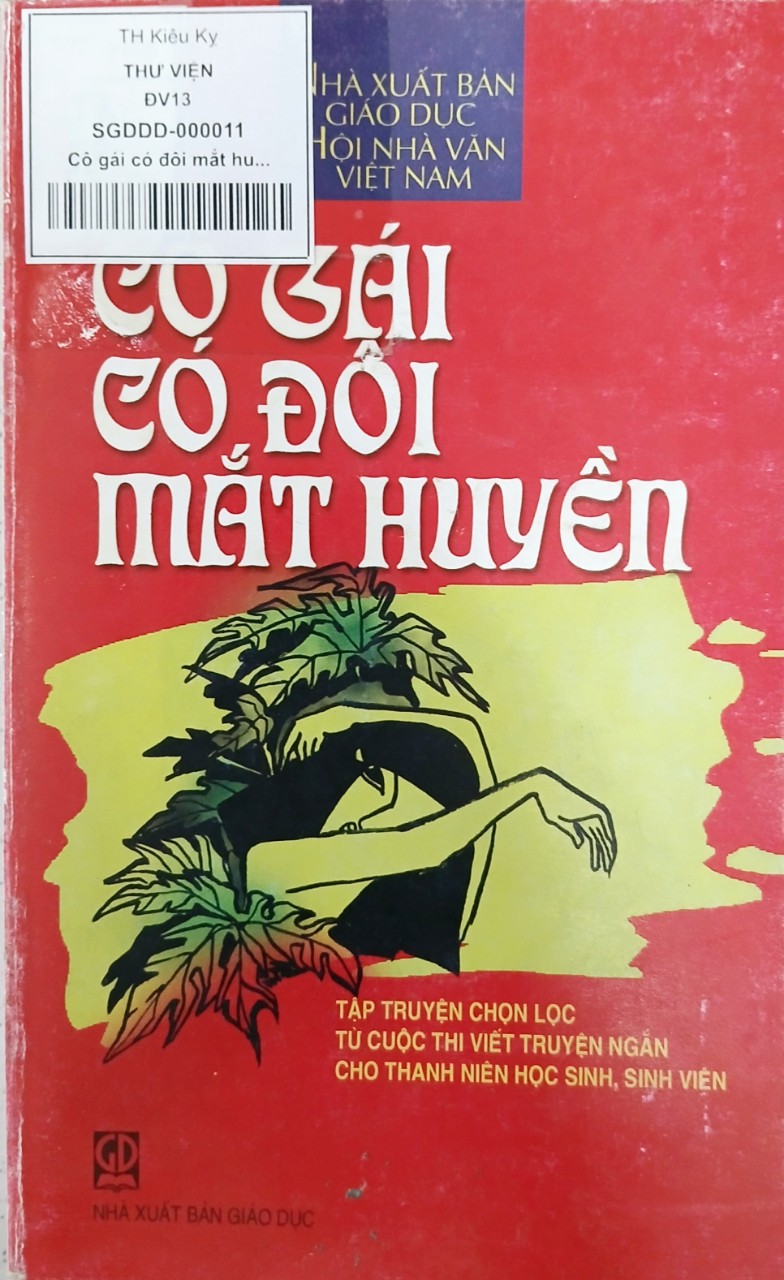 TH Kiêu Kỵ
THƯ VIỆN
ĐV13
SGDDD-000011
Cô gái có đôi mắt hu...
NHÀ XUẤT BẢN
GIÁO DỤC
HỘI NHÀ VĂN
VIỆT NAM
CÔ GÁI
CÓ ĐÔI
MẮT HUYỀN
TẬP TRUYỆN CHỌN LỌC
TỪ CUỘC THI VIẾT TRUYỆN NGẮN
CHO THANH NIÊN HỌC SINH, SINH VIÊN
GD
NHÀ XUẤT BẢN GIÁO DỤC